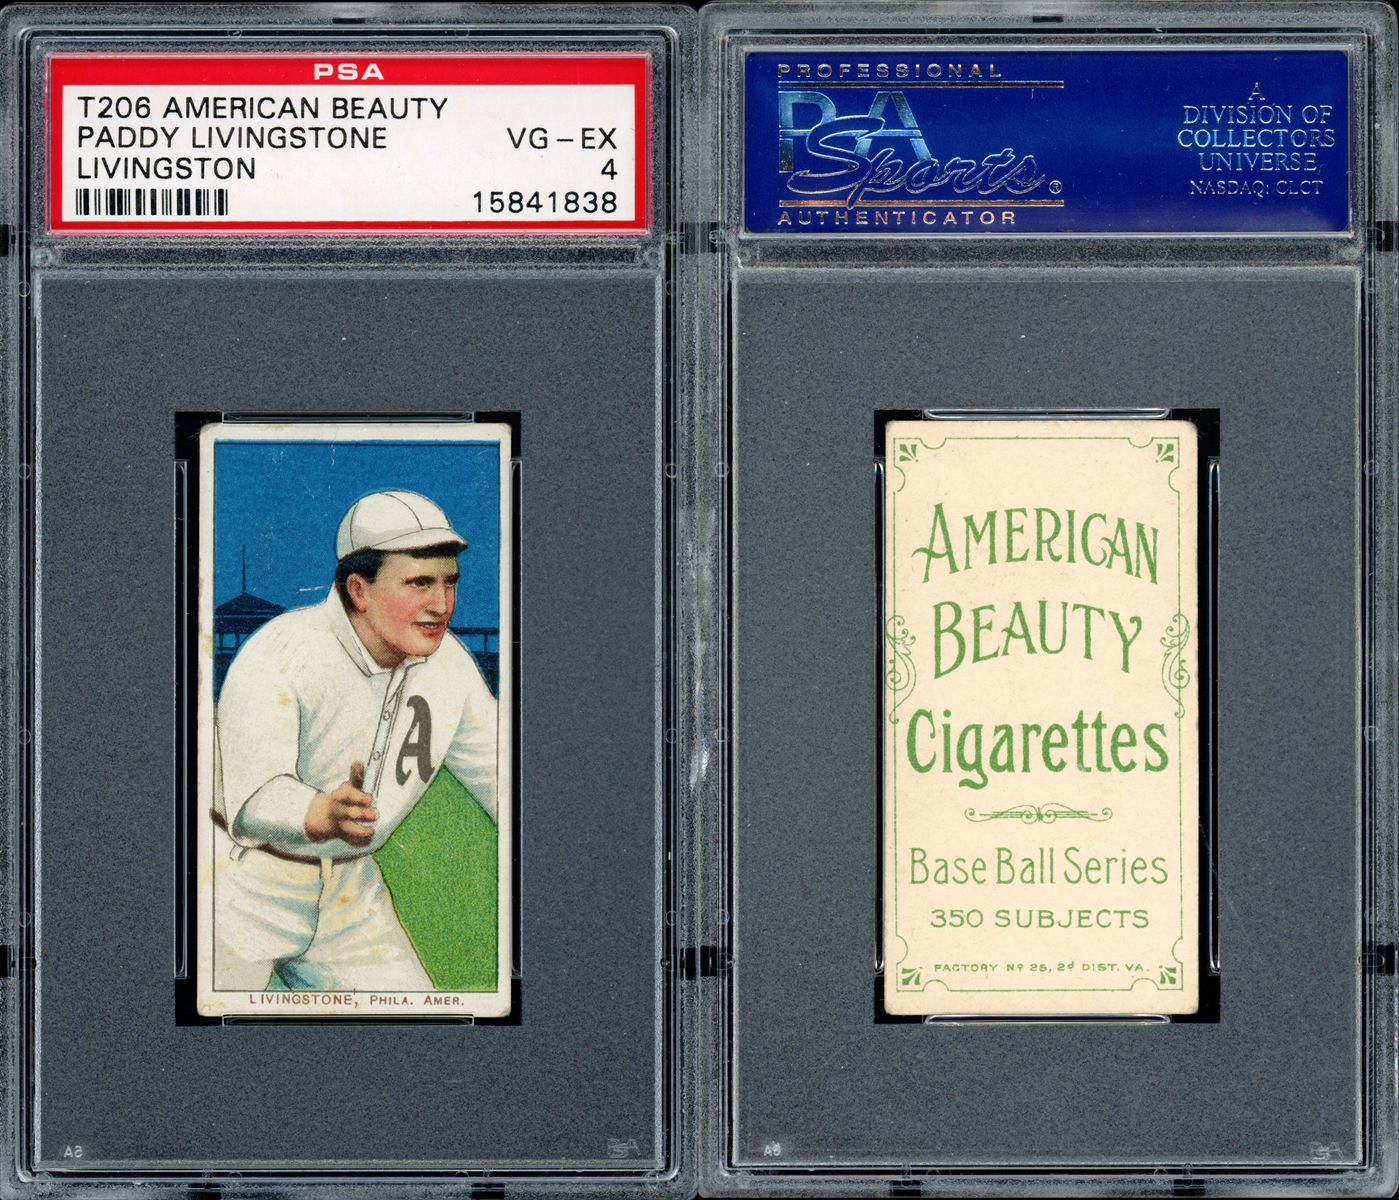 PSA
T206 AMERICAN BEAUTY
PADDY LIVINGSTONE VG-EX
LIVINGSTON 4
15841838
A
LIVINGSTONE, PHILA. AMER.
PROFESSIONAL
PSA
Sports®
AUTHENTICATOR
A
DIVISION OF
COLLECTORS
UNIVERSE
NASDAQ: CLCT
AMERICAN
BEAUTY
Cigarettes
Base Ball Series
350 SUBJECTS
FACTORY Nº 25, 2d DIST. VA.